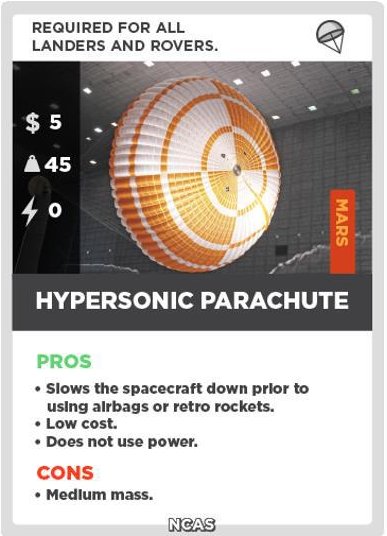 REQUIRED FOR ALL
LANDERS AND ROVERS.
$ 5
45
0
MARS
HYPERSONIC PARACHUTE
PROS
• Slows the spacecraft down prior to
using airbags or retro rockets.
• Low cost.
• Does not use power.
CONS
• Medium mass.
NCAS